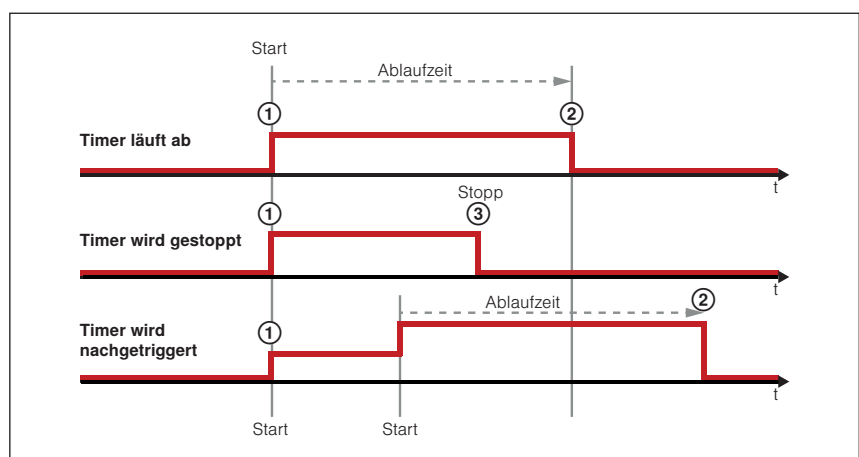 Start
Ablaufzeit
① ②
Timer läuft ab
t
Stopp
① ③
Timer wird gestoppt
t
Ablaufzeit ②
Timer wird
nachgetriggert
①
t
Start Start